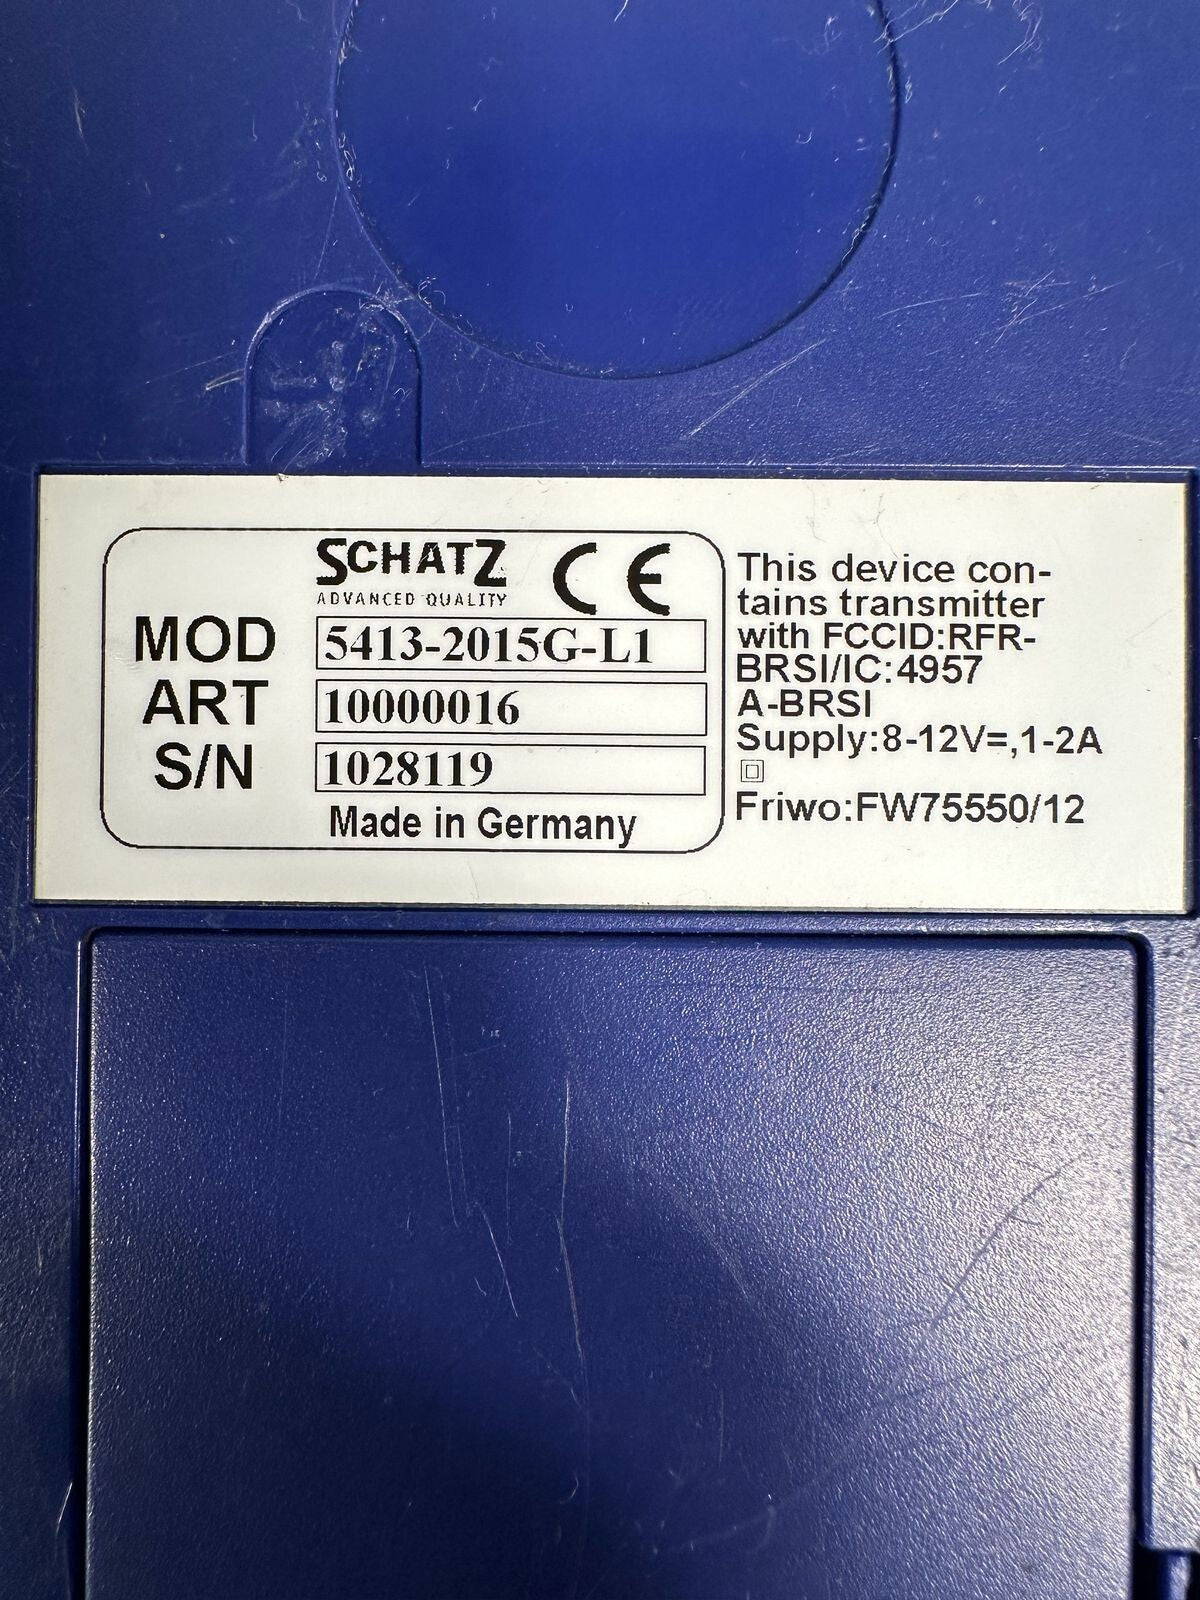 SCHATZ
ADVANCED QUALITY
CE
MOD 5413-2015G-L1
ART 10000016
S/N 1028119
Made in Germany
This device con-
tains transmitter
with FCCID:RFR-
BRSI/IC:4957
A-BRSI
Supply:8-12V=,1-2A
Friwo:FW75550/12